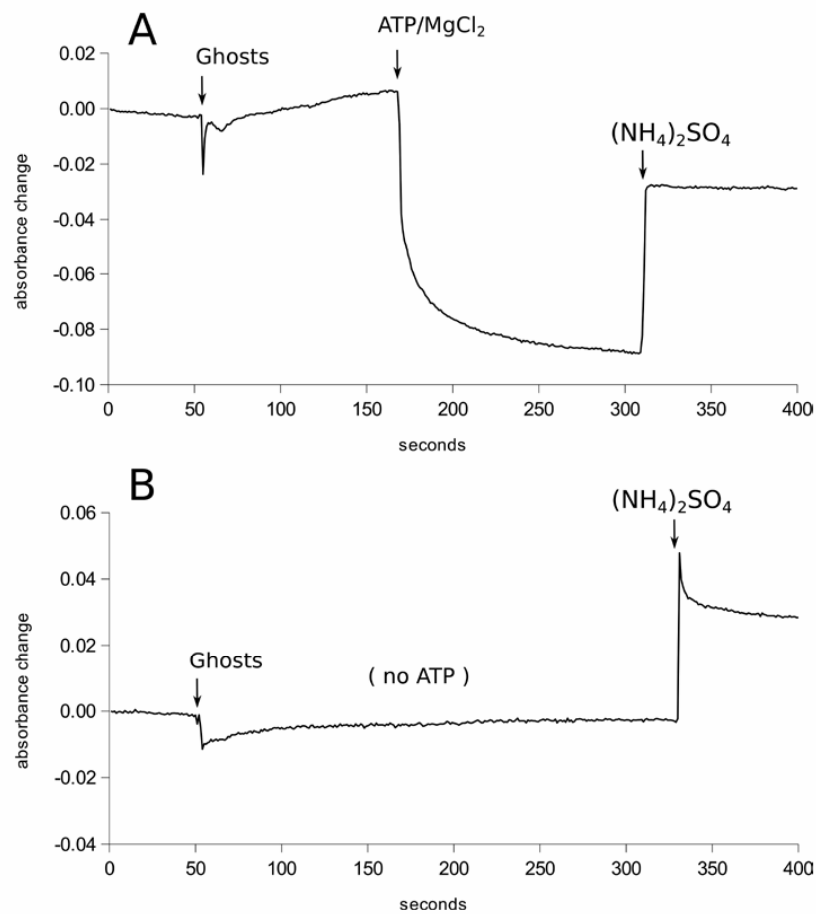 A
ATP/MgCl₂
Ghosts
(NH₄)₂SO₄
0.02
0.00
-0.02
-0.04
-0.06
-0.08
-0.10
absorbance change
0 50 100 150 200 250 300 350 400
seconds
B
(NH₄)₂SO₄
Ghosts
( no ATP )
0.06
0.04
0.02
0.00
-0.02
-0.04
absorbance change
0 50 100 150 200 250 300 350 400
seconds